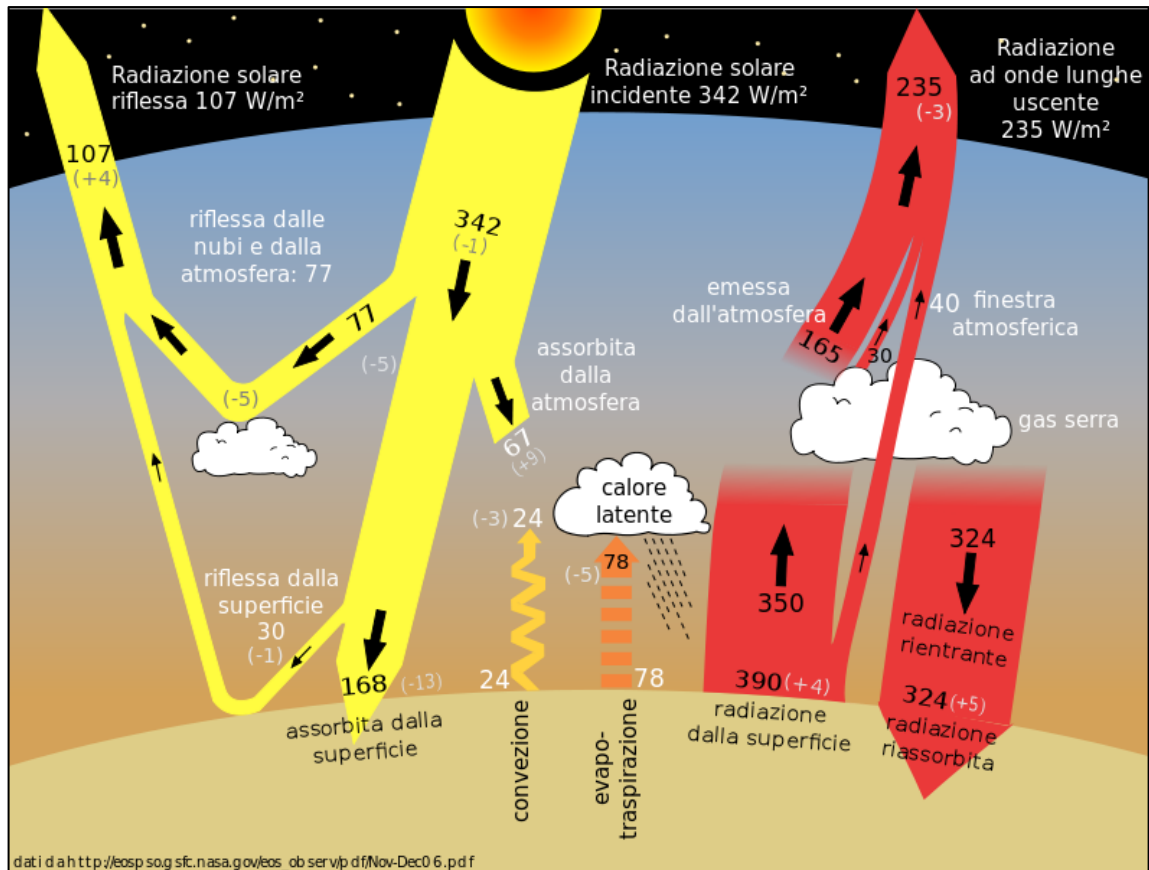 Radiazione solare
riflessa 107 W/m²
Radiazione solare
incidente 342 W/m²
Radiazione
ad onde lunghe
uscente
235 W/m²
235
(-3)
107
(+4)
riflessa dalle
nubi e dalla
atmosfera: 77
342
(-1)
77
(-5)
(-5)
emessa
dall'atmosfera
165
30
40
finestra
atmosferica
assorbita
dalla
atmosfera
67
(+9)
gas serra
calore
latente
(-3) 24
78
(-5)
350
324
radiazione
rientrante
riflessa dalla
superficie
30
(-1)
168 (-13)
assorbita dalla
superficie
24
convezione
78
evapo-
traspirazione
390 (+4)
radiazione
dalla superficie
324 (+5)
radiazione
riassorbita
dati da http://eospso.gsfc.nasa.gov/eos_observ/pdf/Nov-Dec06.pdf